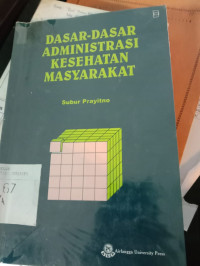 DASAR-DASAR
ADMINISTRASI
KESEHATAN
MASYARAKAT
Subur Prayitno
67
Airlangga University Press